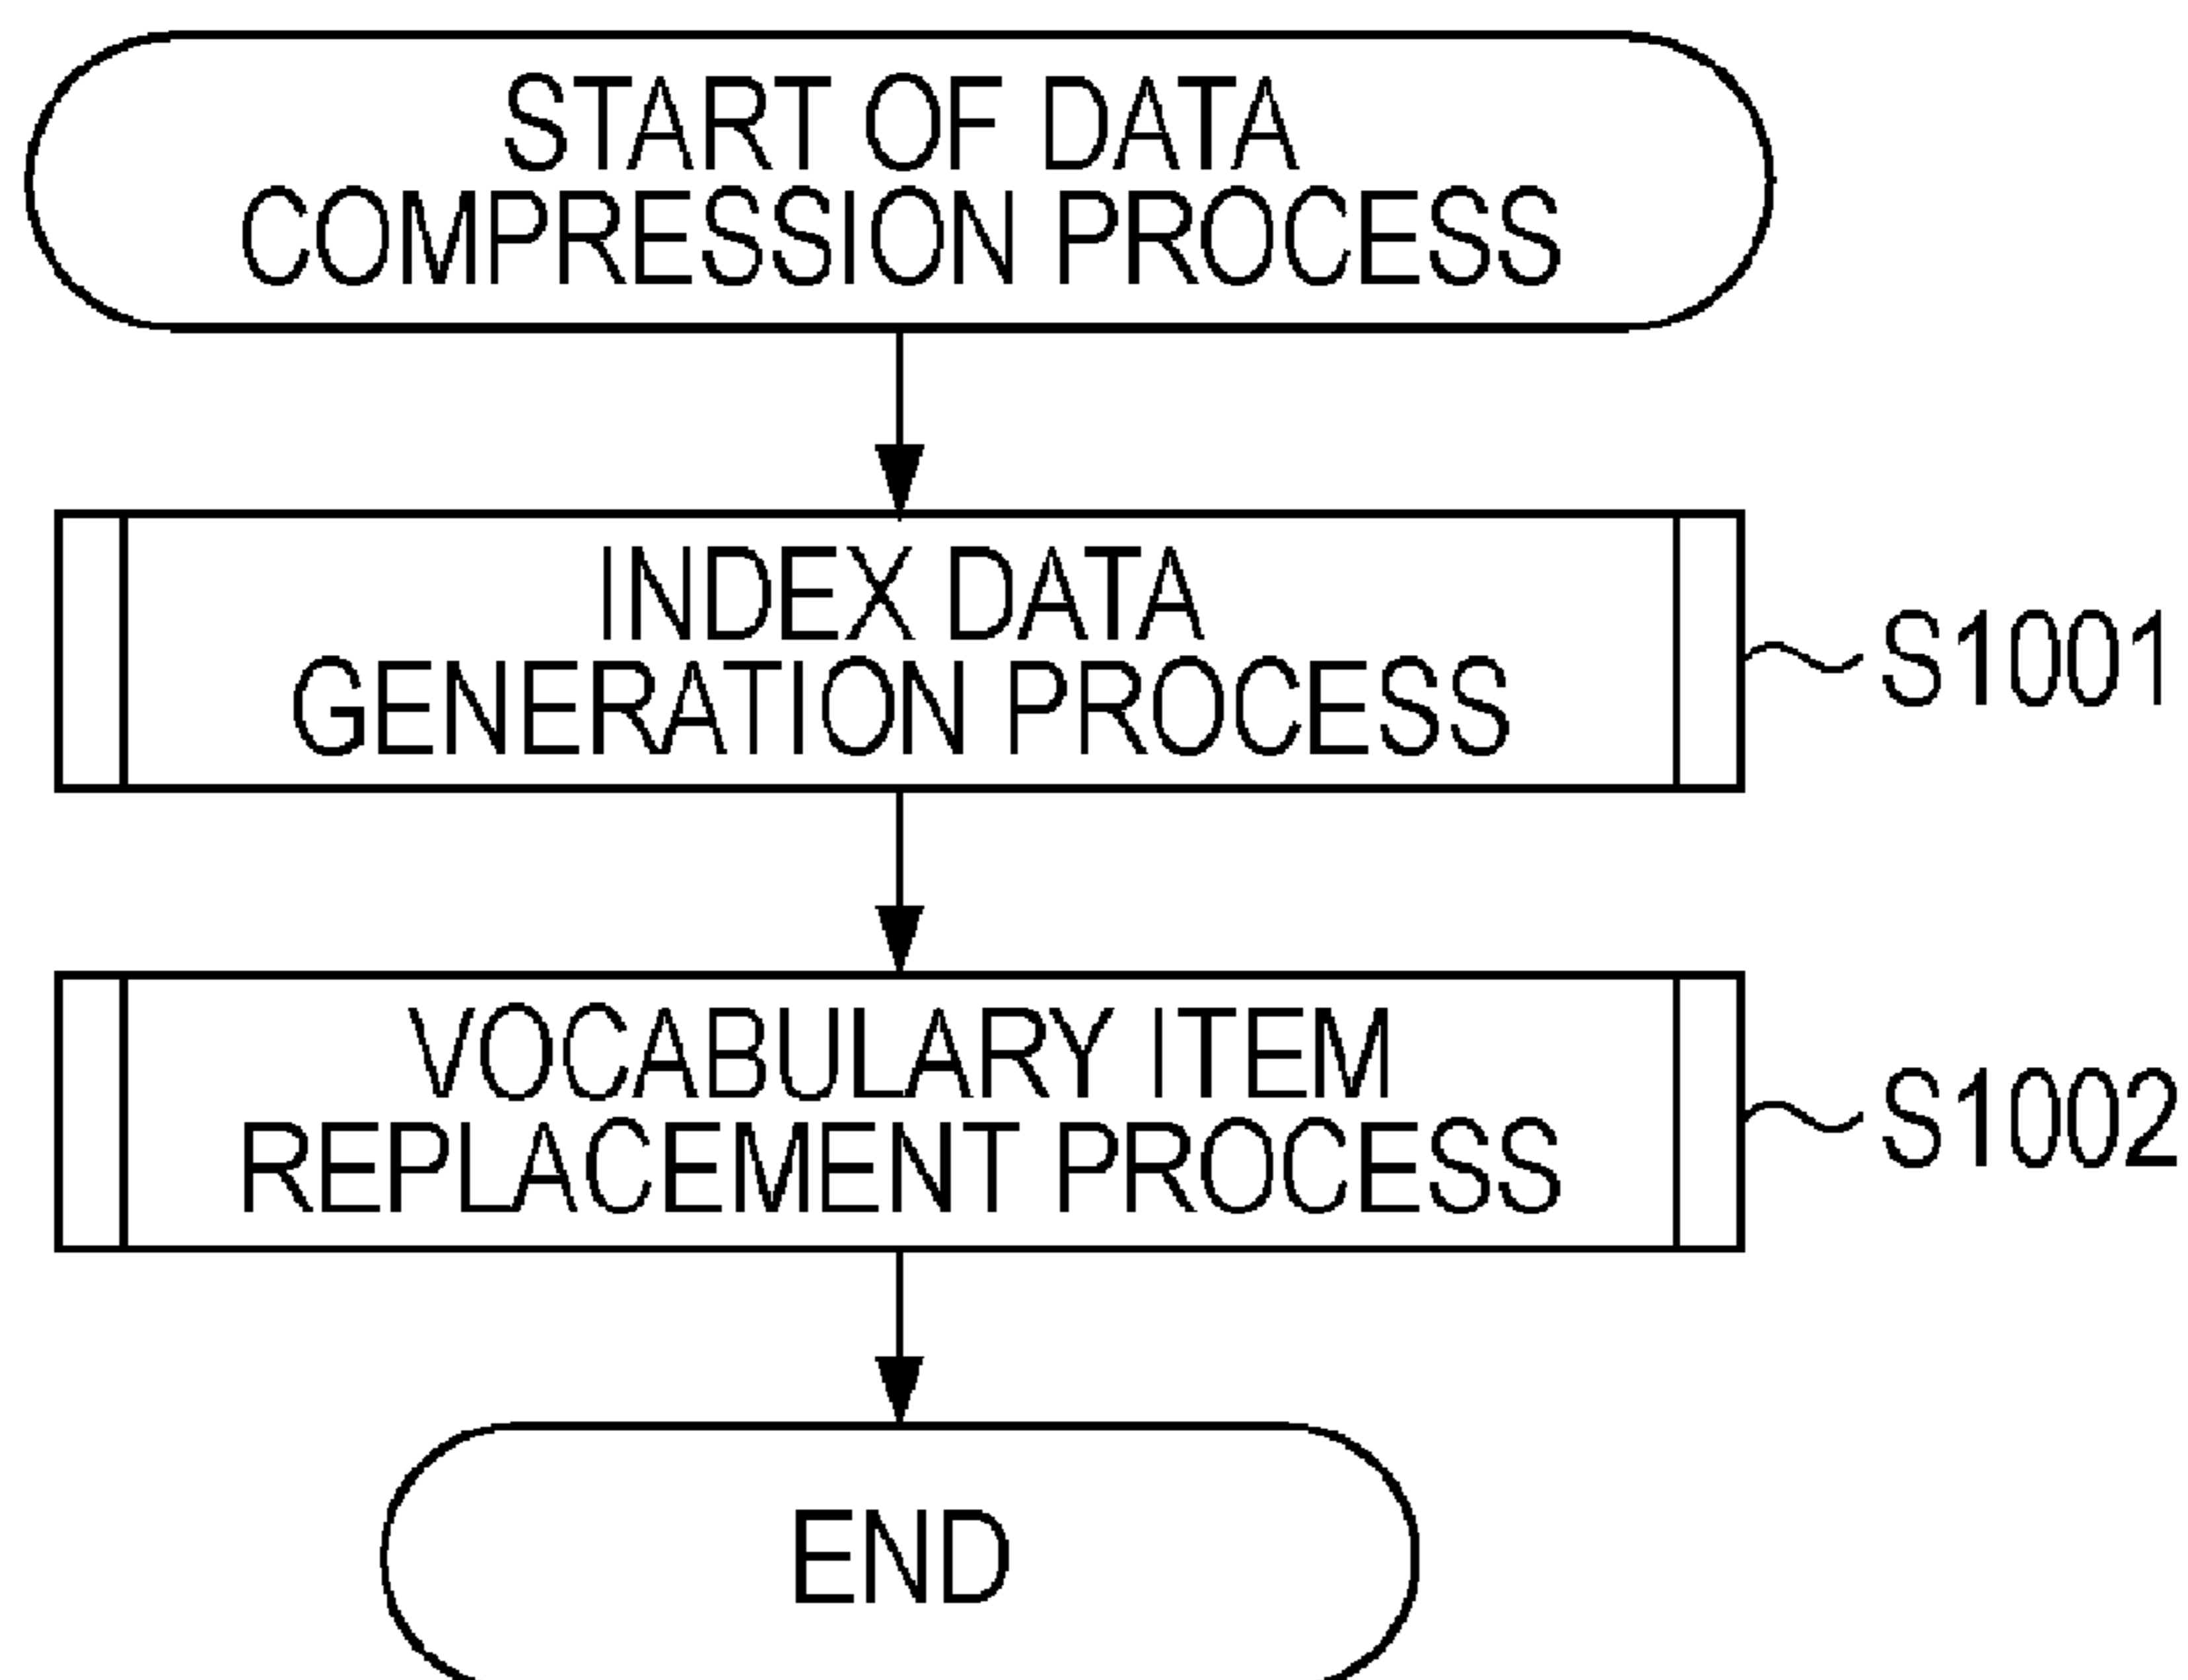 START OF DATA
COMPRESSION PROCESS
INDEX DATA
GENERATION PROCESS
S1001
VOCABULARY ITEM
REPLACEMENT PROCESS
S1002
END